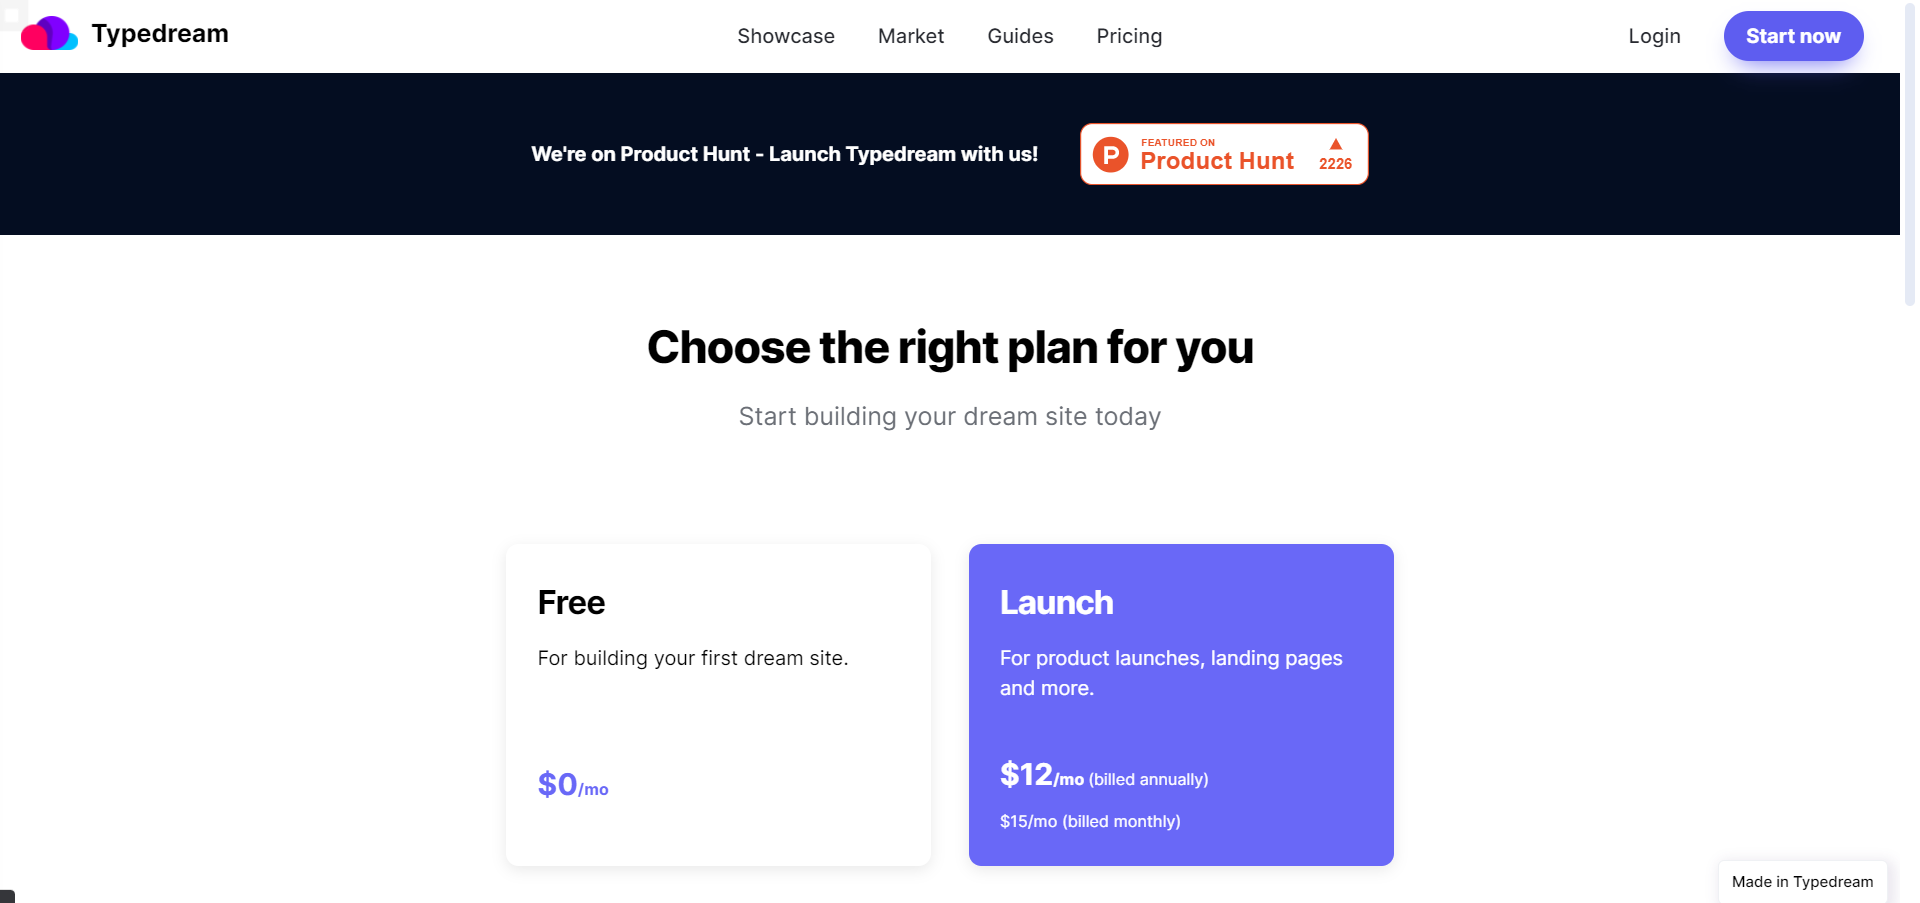 Typedream
Showcase
Market
Guides
Pricing
Login
Start now
We're on Product Hunt - Launch Typedream with us!
P
FEATURED ON
Product Hunt
▲
2226
Choose the right plan for you
Start building your dream site today
Free
For building your first dream site.
$0/mo
Launch
For product launches, landing pages
and more.
$12/mo (billed annually)
$15/mo (billed monthly)
Made in Typedream